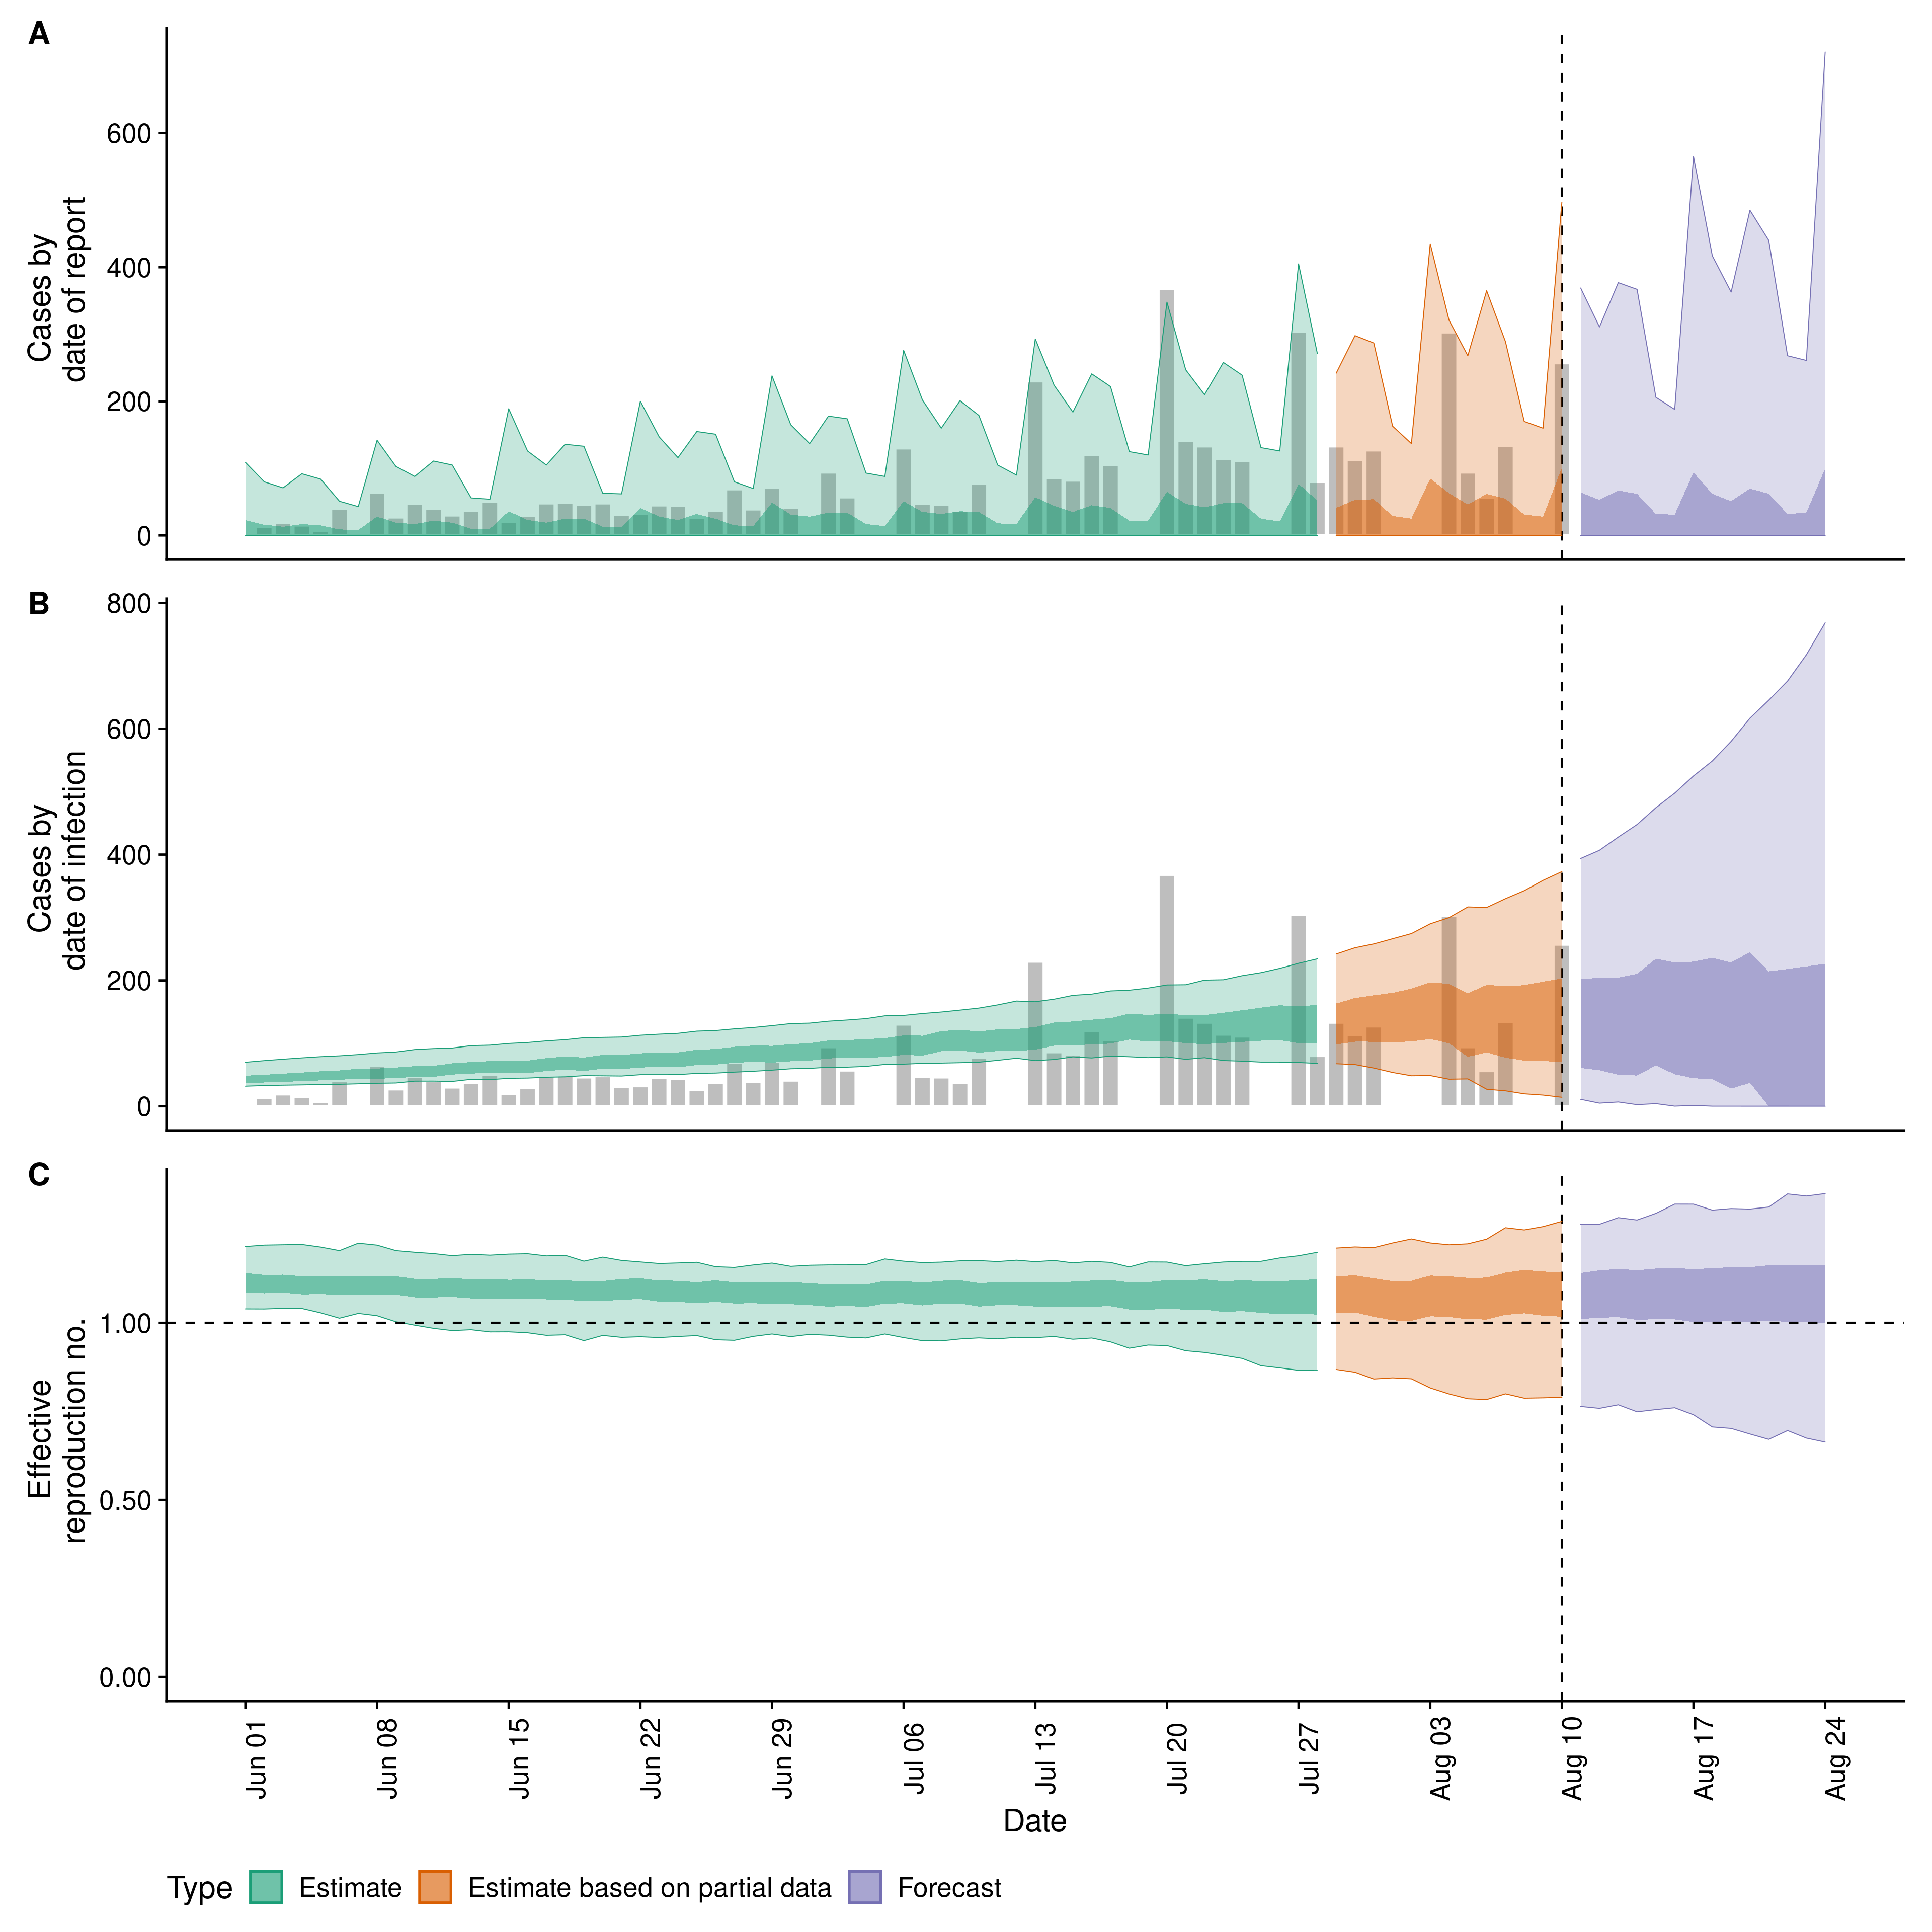 A
Cases by
date of report
600
400
200
0
B
Cases by
date of infection
800
600
400
200
0
C
Effective
reproduction no.
1.00
0.50
0.00
Jun 01
Jun 08
Jun 15
Jun 22
Jun 29
Jul 06
Jul 13
Jul 20
Jul 27
Aug 03
Aug 10
Aug 17
Aug 24
Date
Type Estimate Estimate based on partial data Forecast